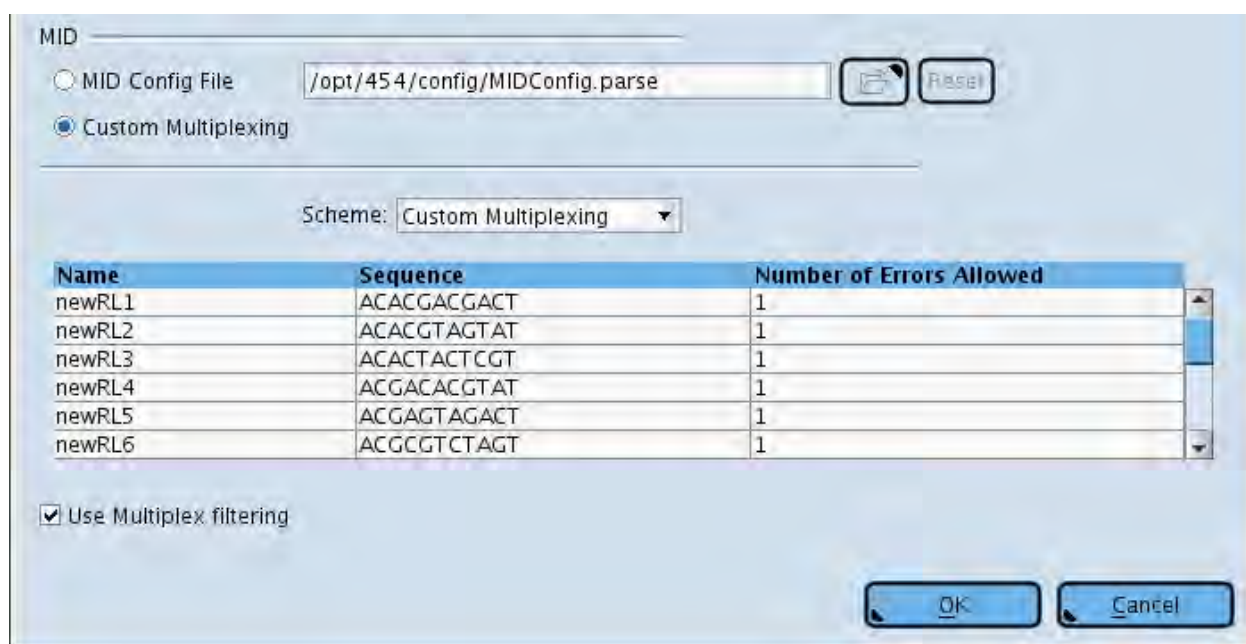 MID
MID Config File /opt/454/config/MIDConfig.parse Reset
Custom Multiplexing
Scheme: Custom Multiplexing
Name Sequence Number of Errors Allowed
newRL1 ACACGACGACT 1
newRL2 ACACGTAGTAT 1
newRL3 ACACTACTCGT 1
newRL4 ACGACACGTAT 1
newRL5 ACGAGTAGACT 1
newRL6 ACGCGTCTAGT 1
Use Multiplex filtering
OK Cancel